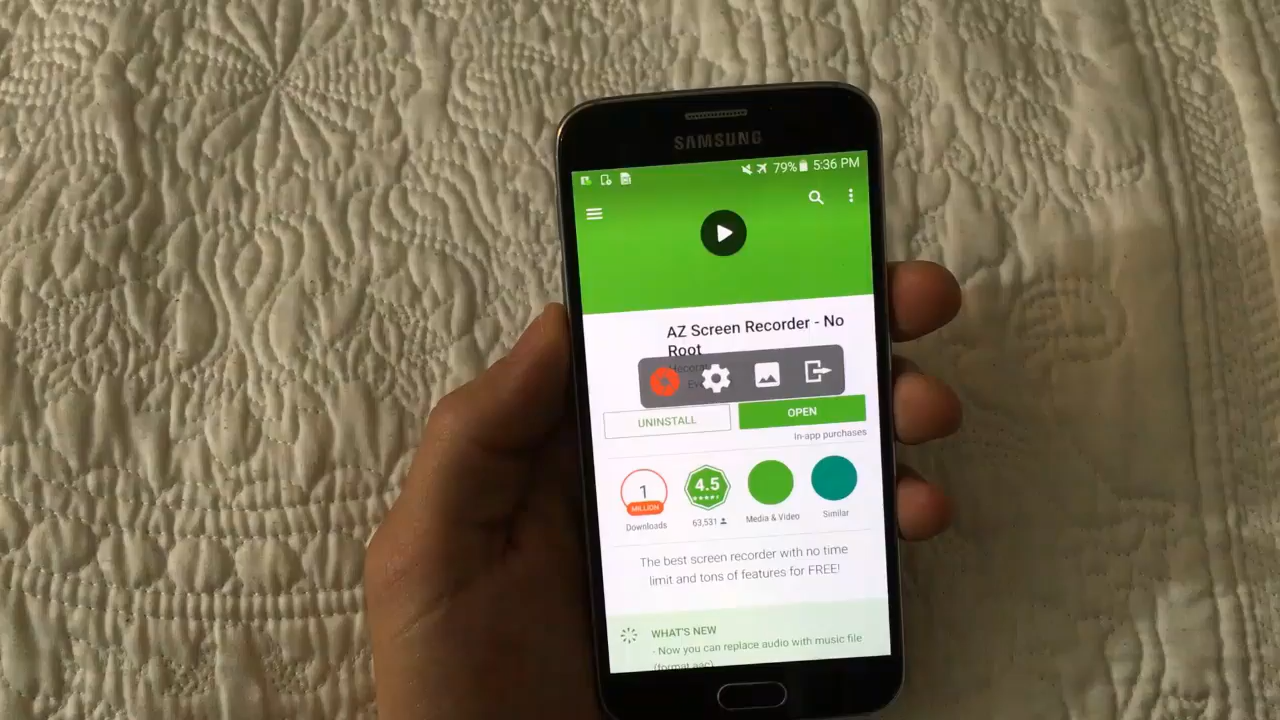 SAMSUNG
79% 5:36 PM
AZ Screen Recorder - No
Root
UNINSTALL
OPEN
In-app purchases
1
MILLION
4.5
Downloads
63,531
Media & Video
Similar
The best screen recorder with no time
limit and tons of features for FREE!
WHAT'S NEW
- Now you can replace audio with music file
(format aac)